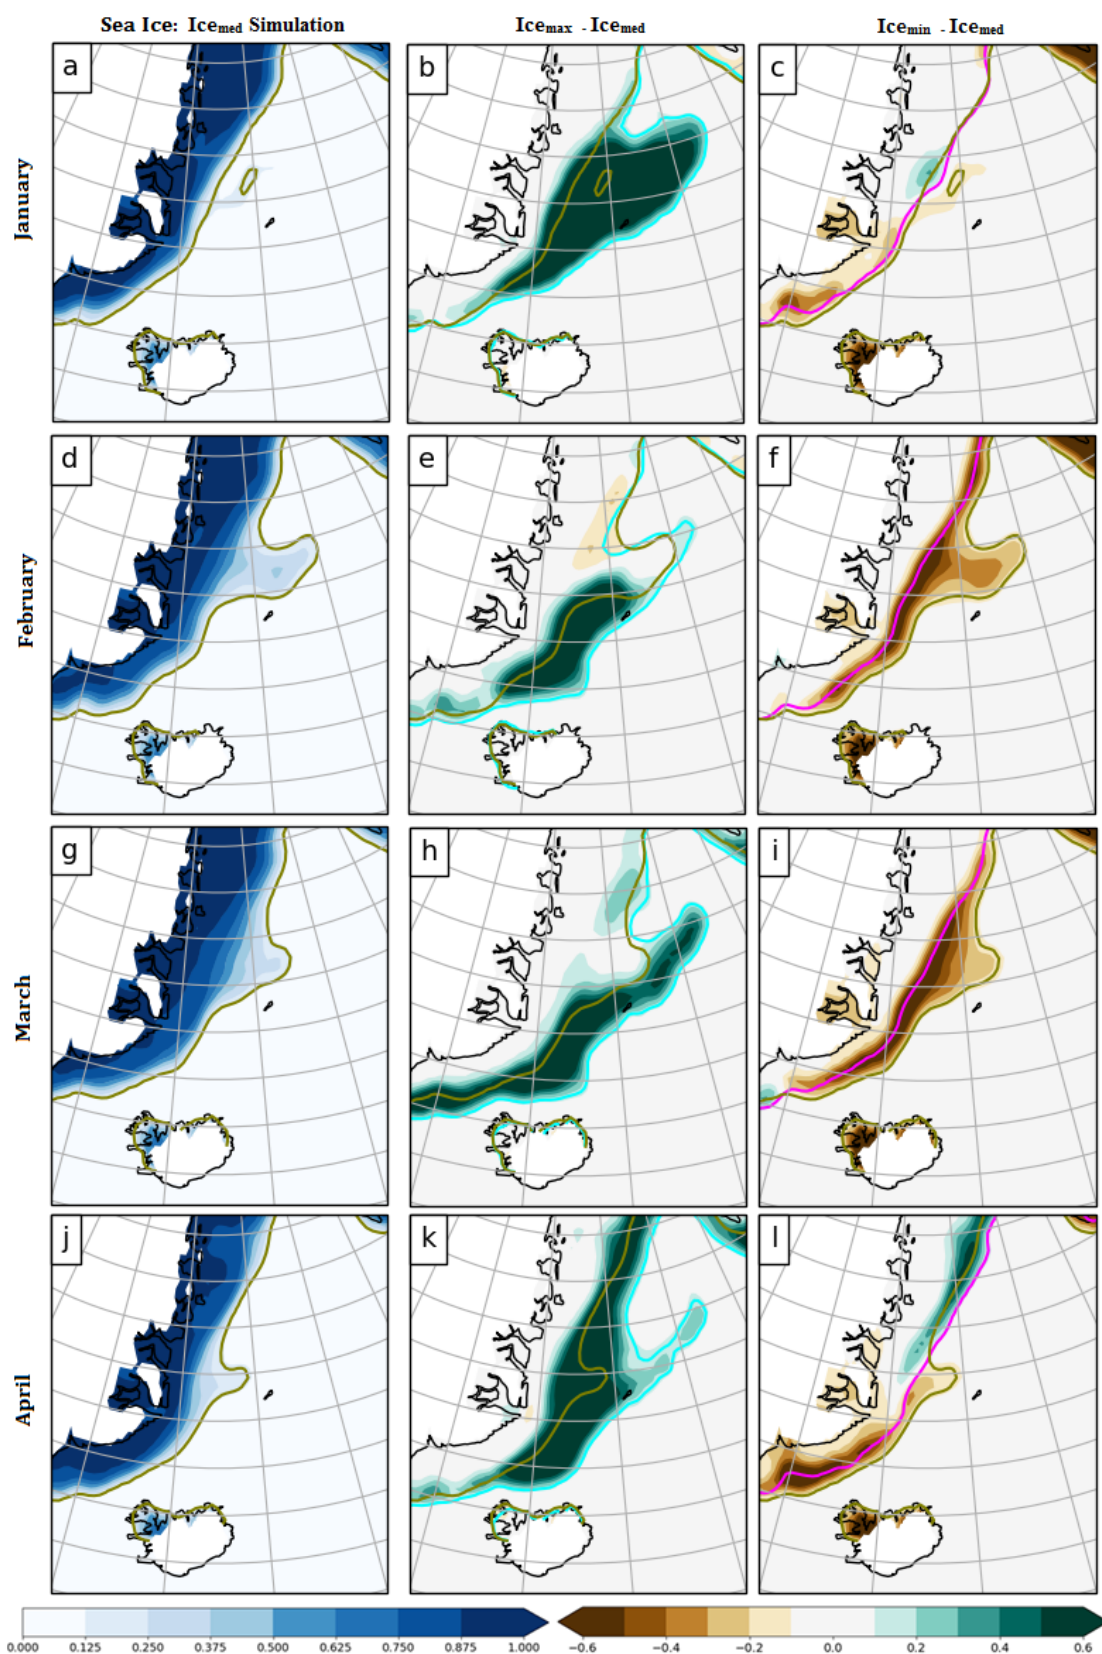 Sea Ice: Icemed Simulation
Icemax - Icemed
Icemin - Icemed
January
a
b
c
February
d
e
f
March
g
h
i
April
j
k
l
0.000 0.125 0.250 0.375 0.500 0.625 0.750 0.875 1.000
−0.6 −0.4 −0.2 0.0 0.2 0.4 0.6